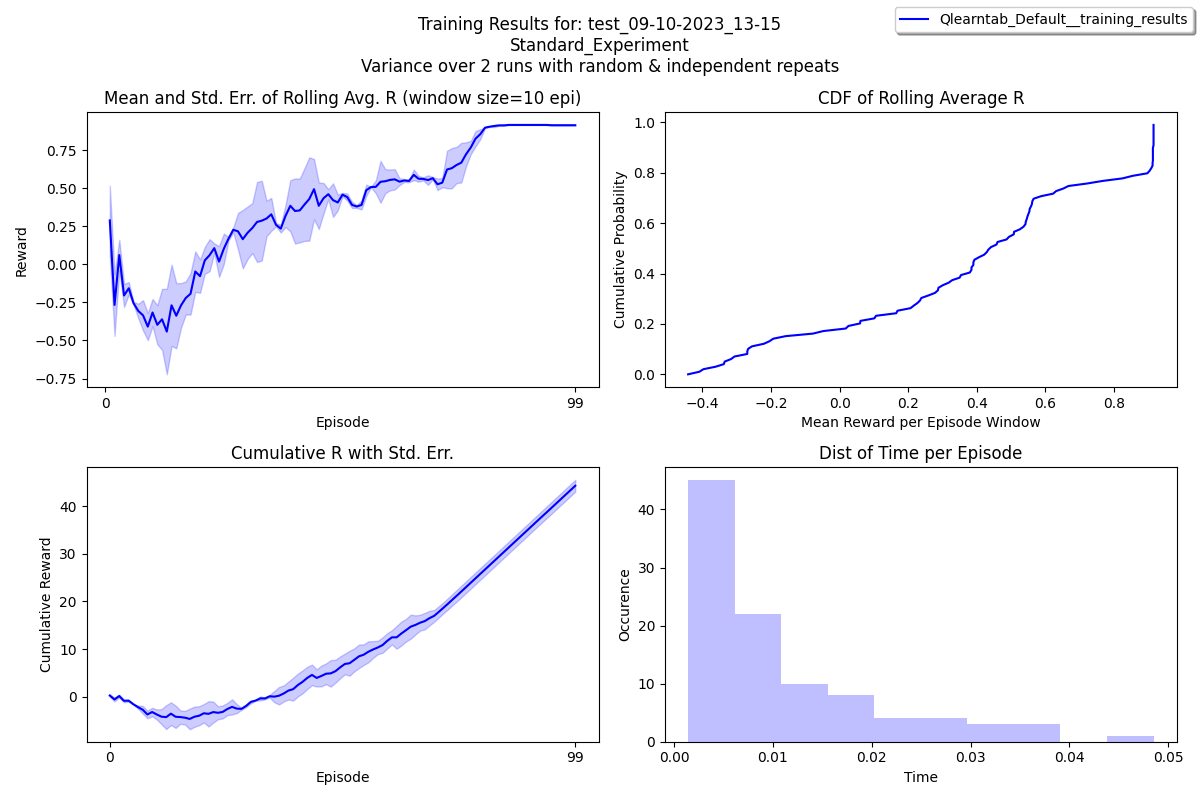 Training Results for: test_09-10-2023_13-15
Standard_Experiment
Variance over 2 runs with random & independent repeats
Qlearntab_Default__training_results
Mean and Std. Err. of Rolling Avg. R (window size=10 epi)
0.75
0.50
0.25
0.00
−0.25
−0.50
−0.75
Reward
0
99
Episode
CDF of Rolling Average R
1.0
0.8
0.6
0.4
0.2
0.0
Cumulative Probability
−0.4
−0.2
0.0
0.2
0.4
0.6
0.8
Mean Reward per Episode Window
Cumulative R with Std. Err.
40
30
20
10
0
Cumulative Reward
0
99
Episode
Dist of Time per Episode
40
30
20
10
0
Occurence
0.00
0.01
0.02
0.03
0.04
0.05
Time